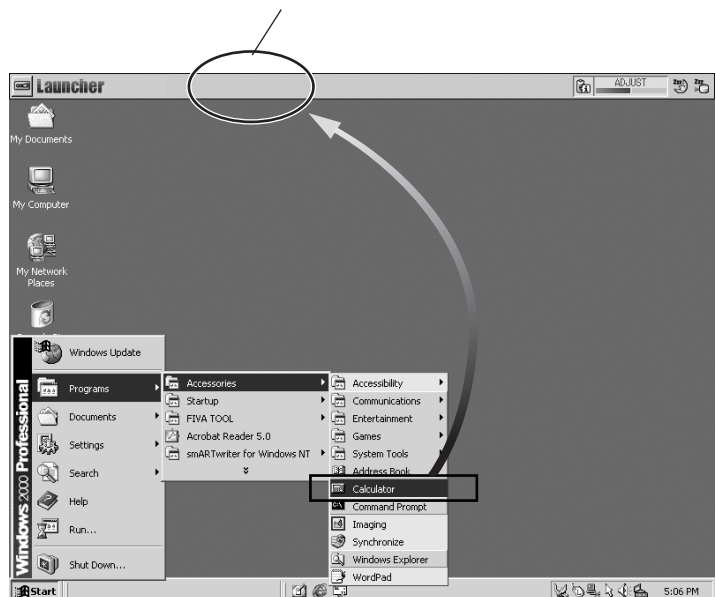 Launcher
ADJUST
My Documents
My Computer
My Network
Places
Windows 2000 Professional
Windows Update
Programs
Documents
Settings
Search
Help
Run...
Shut Down...
Accessories
Startup
FIVA TOOL
Acrobat Reader 5.0
smARTwriter for Windows NT
Accessibility
Communications
Entertainment
Games
System Tools
Address Book
Calculator
Command Prompt
Imaging
Synchronize
Windows Explorer
WordPad
Start
5:06 PM